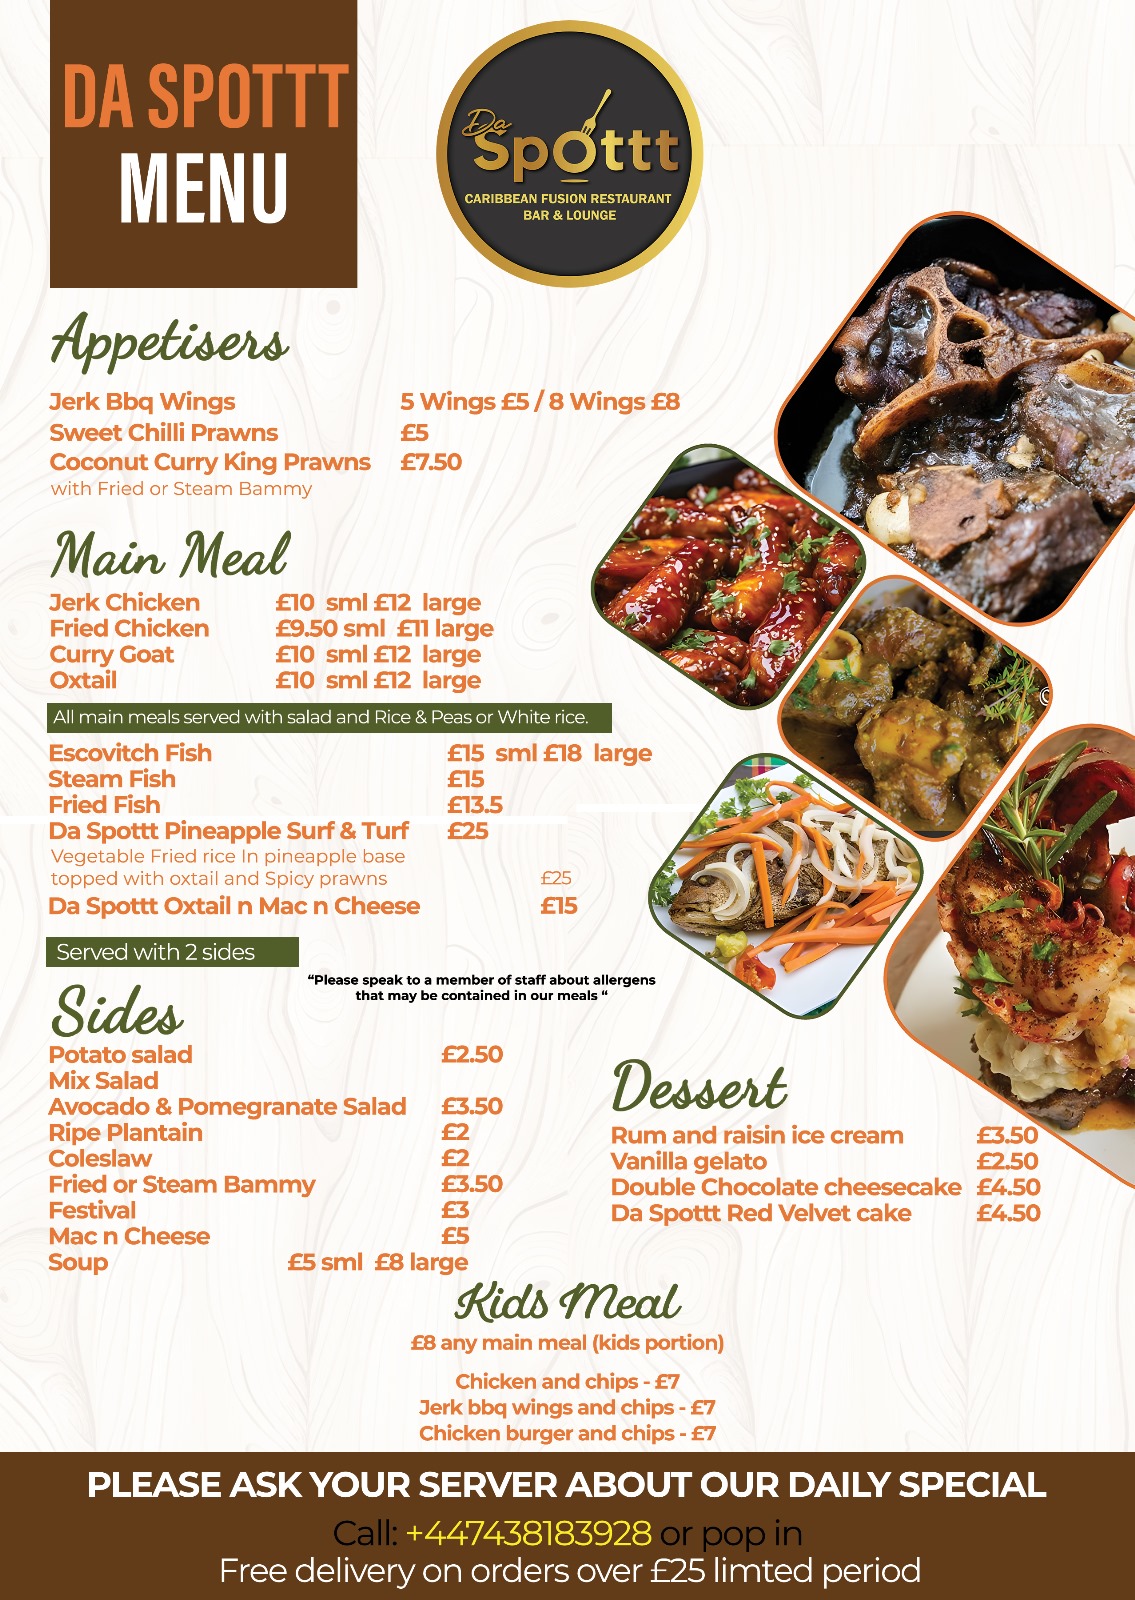 DA SPOTTT
MENU
Da
Spottt
CARIBBEAN FUSION RESTAURANT
BAR & LOUNGE
Appetisers
Jerk Bbq Wings 5 Wings £5 / 8 Wings £8
Sweet Chilli Prawns £5
Coconut Curry King Prawns £7.50
with Fried or Steam Bammy
Main Meal
Jerk Chicken £10 sml £12 large
Fried Chicken £9.50 sml £11 large
Curry Goat £10 sml £12 large
Oxtail £10 sml £12 large
All main meals served with salad and Rice & Peas or White rice.
Escovitch Fish £15 sml £18 large
Steam Fish £15
Fried Fish £13.5
Da Spottt Pineapple Surf & Turf £25
Vegetable Fried rice In pineapple base
topped with oxtail and Spicy prawns £25
Da Spottt Oxtail n Mac n Cheese £15
Served with 2 sides
“Please speak to a member of staff about allergens
that may be contained in our meals “
Sides
Potato salad £2.50
Mix Salad
Avocado & Pomegranate Salad £3.50
Ripe Plantain £2
Coleslaw £2
Fried or Steam Bammy £3.50
Festival £3
Mac n Cheese £5
Soup £5 sml £8 large
Dessert
Rum and raisin ice cream £3.50
Vanilla gelato £2.50
Double Chocolate cheesecake £4.50
Da Spottt Red Velvet cake £4.50
Kids Meal
£8 any main meal (kids portion)
Chicken and chips - £7
Jerk bbq wings and chips - £7
Chicken burger and chips - £7
PLEASE ASK YOUR SERVER ABOUT OUR DAILY SPECIAL
Call: +447438183928 or pop in
Free delivery on orders over £25 limted period